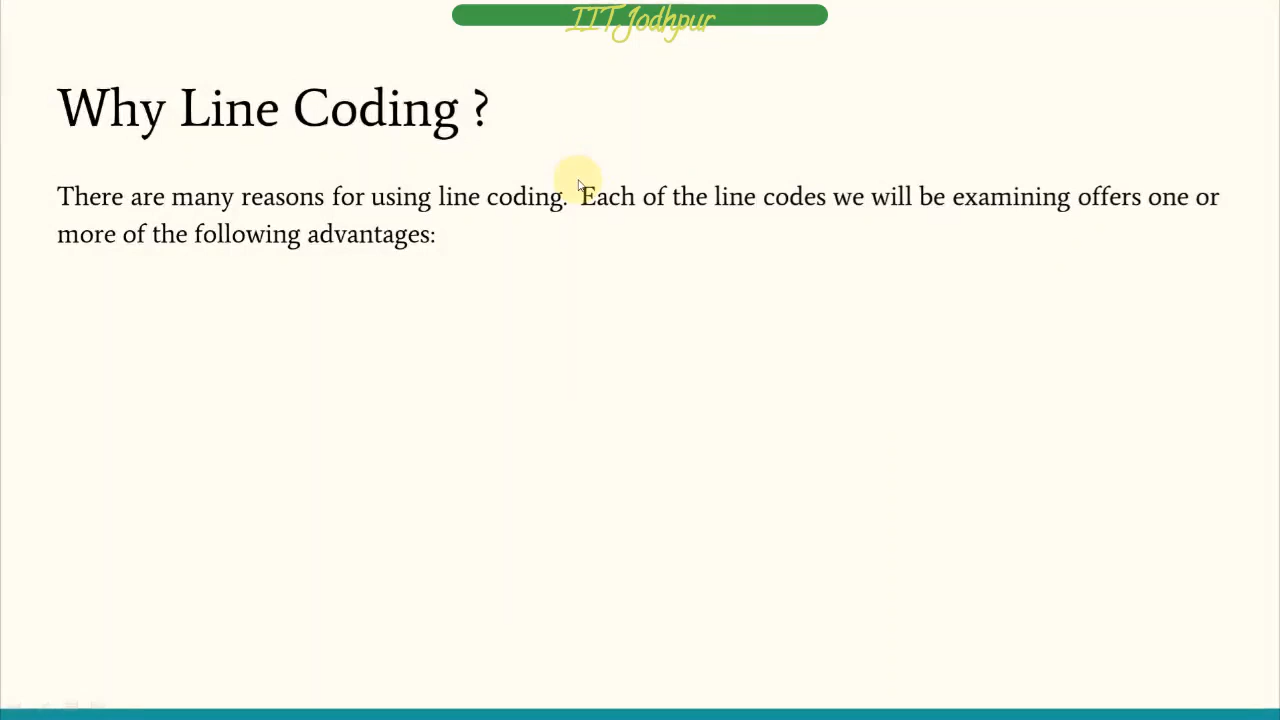 IIT Jodhpur
Why Line Coding ?
There are many reasons for using line coding. Each of the line codes we will be examining offers one or
more of the following advantages: